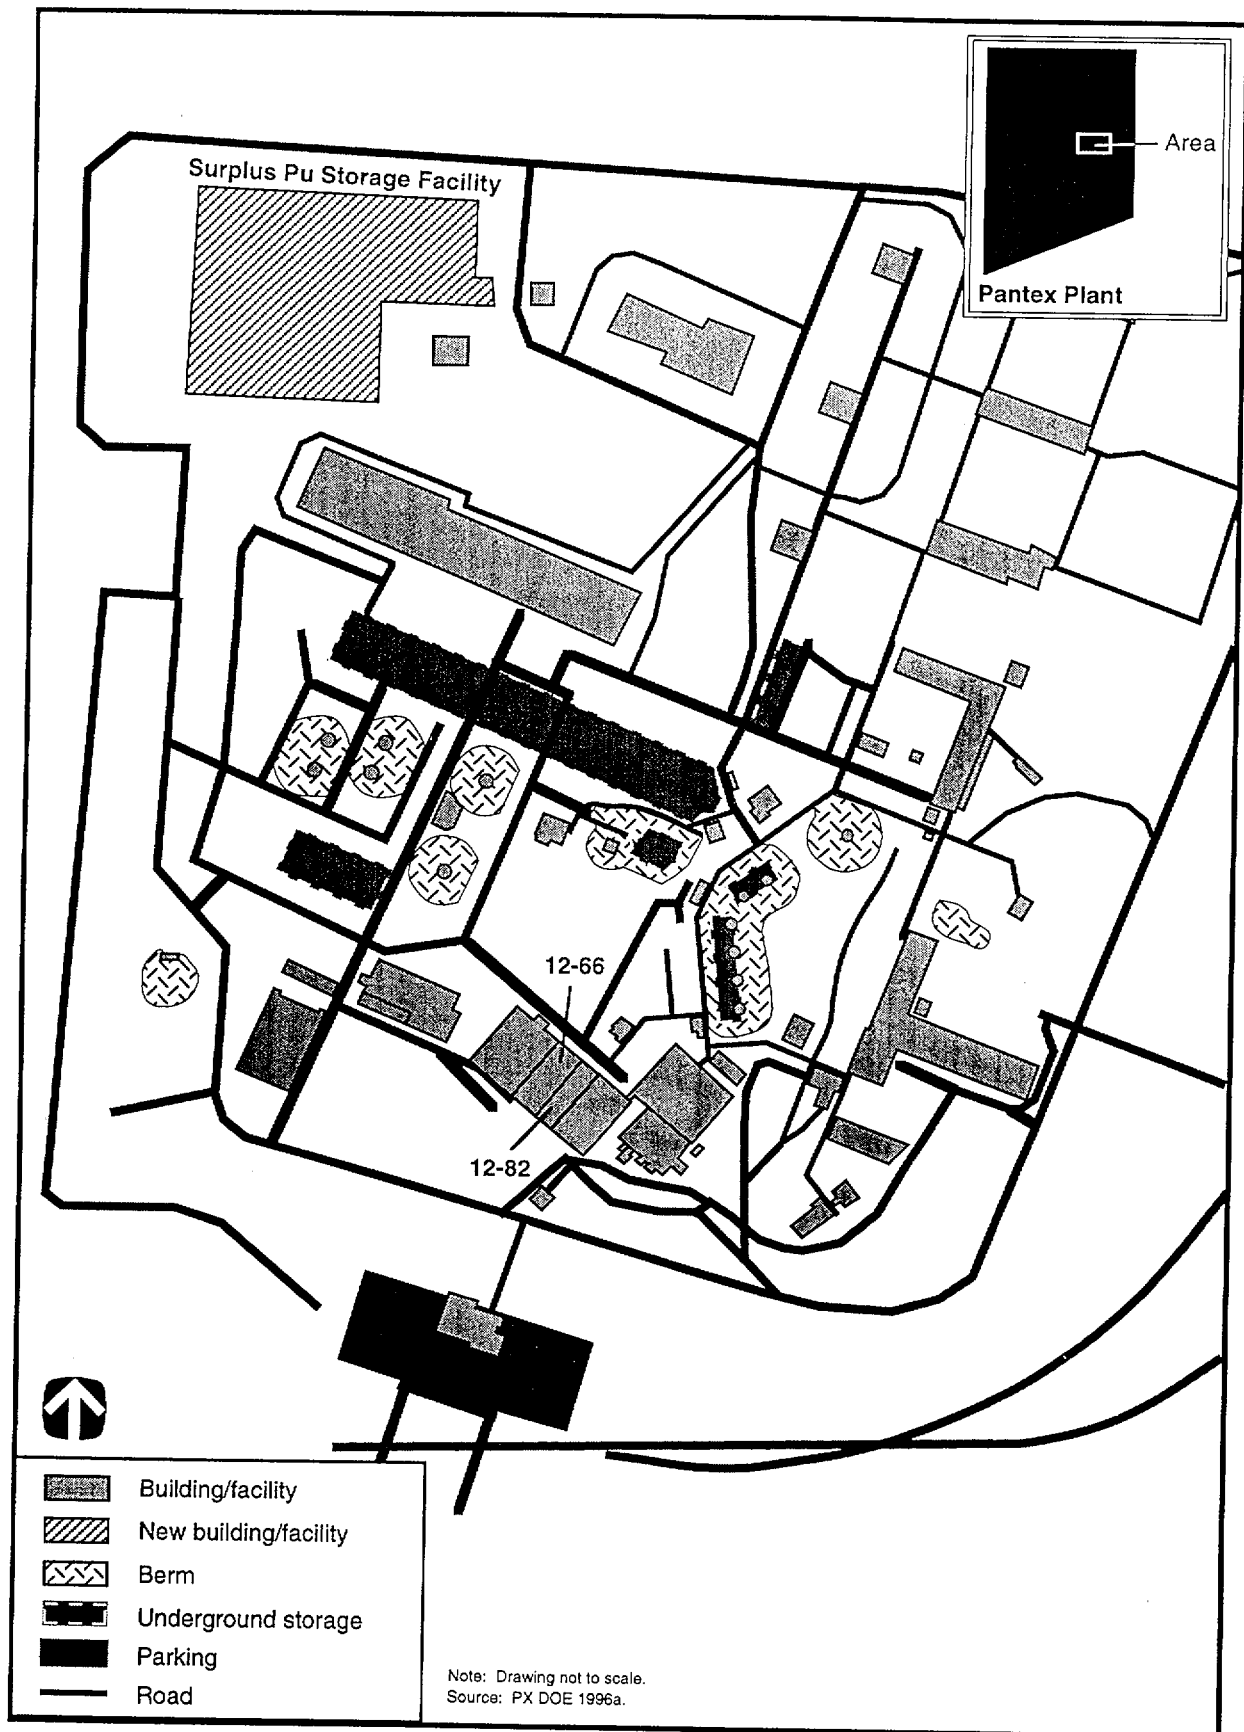 Area
Surplus Pu Storage Facility
Pantex Plant
12-66
12-82
Building/facility
New building/facility
Berm
Underground storage
Parking
Road
Note: Drawing not to scale.
Source: PX DOE 1996a.